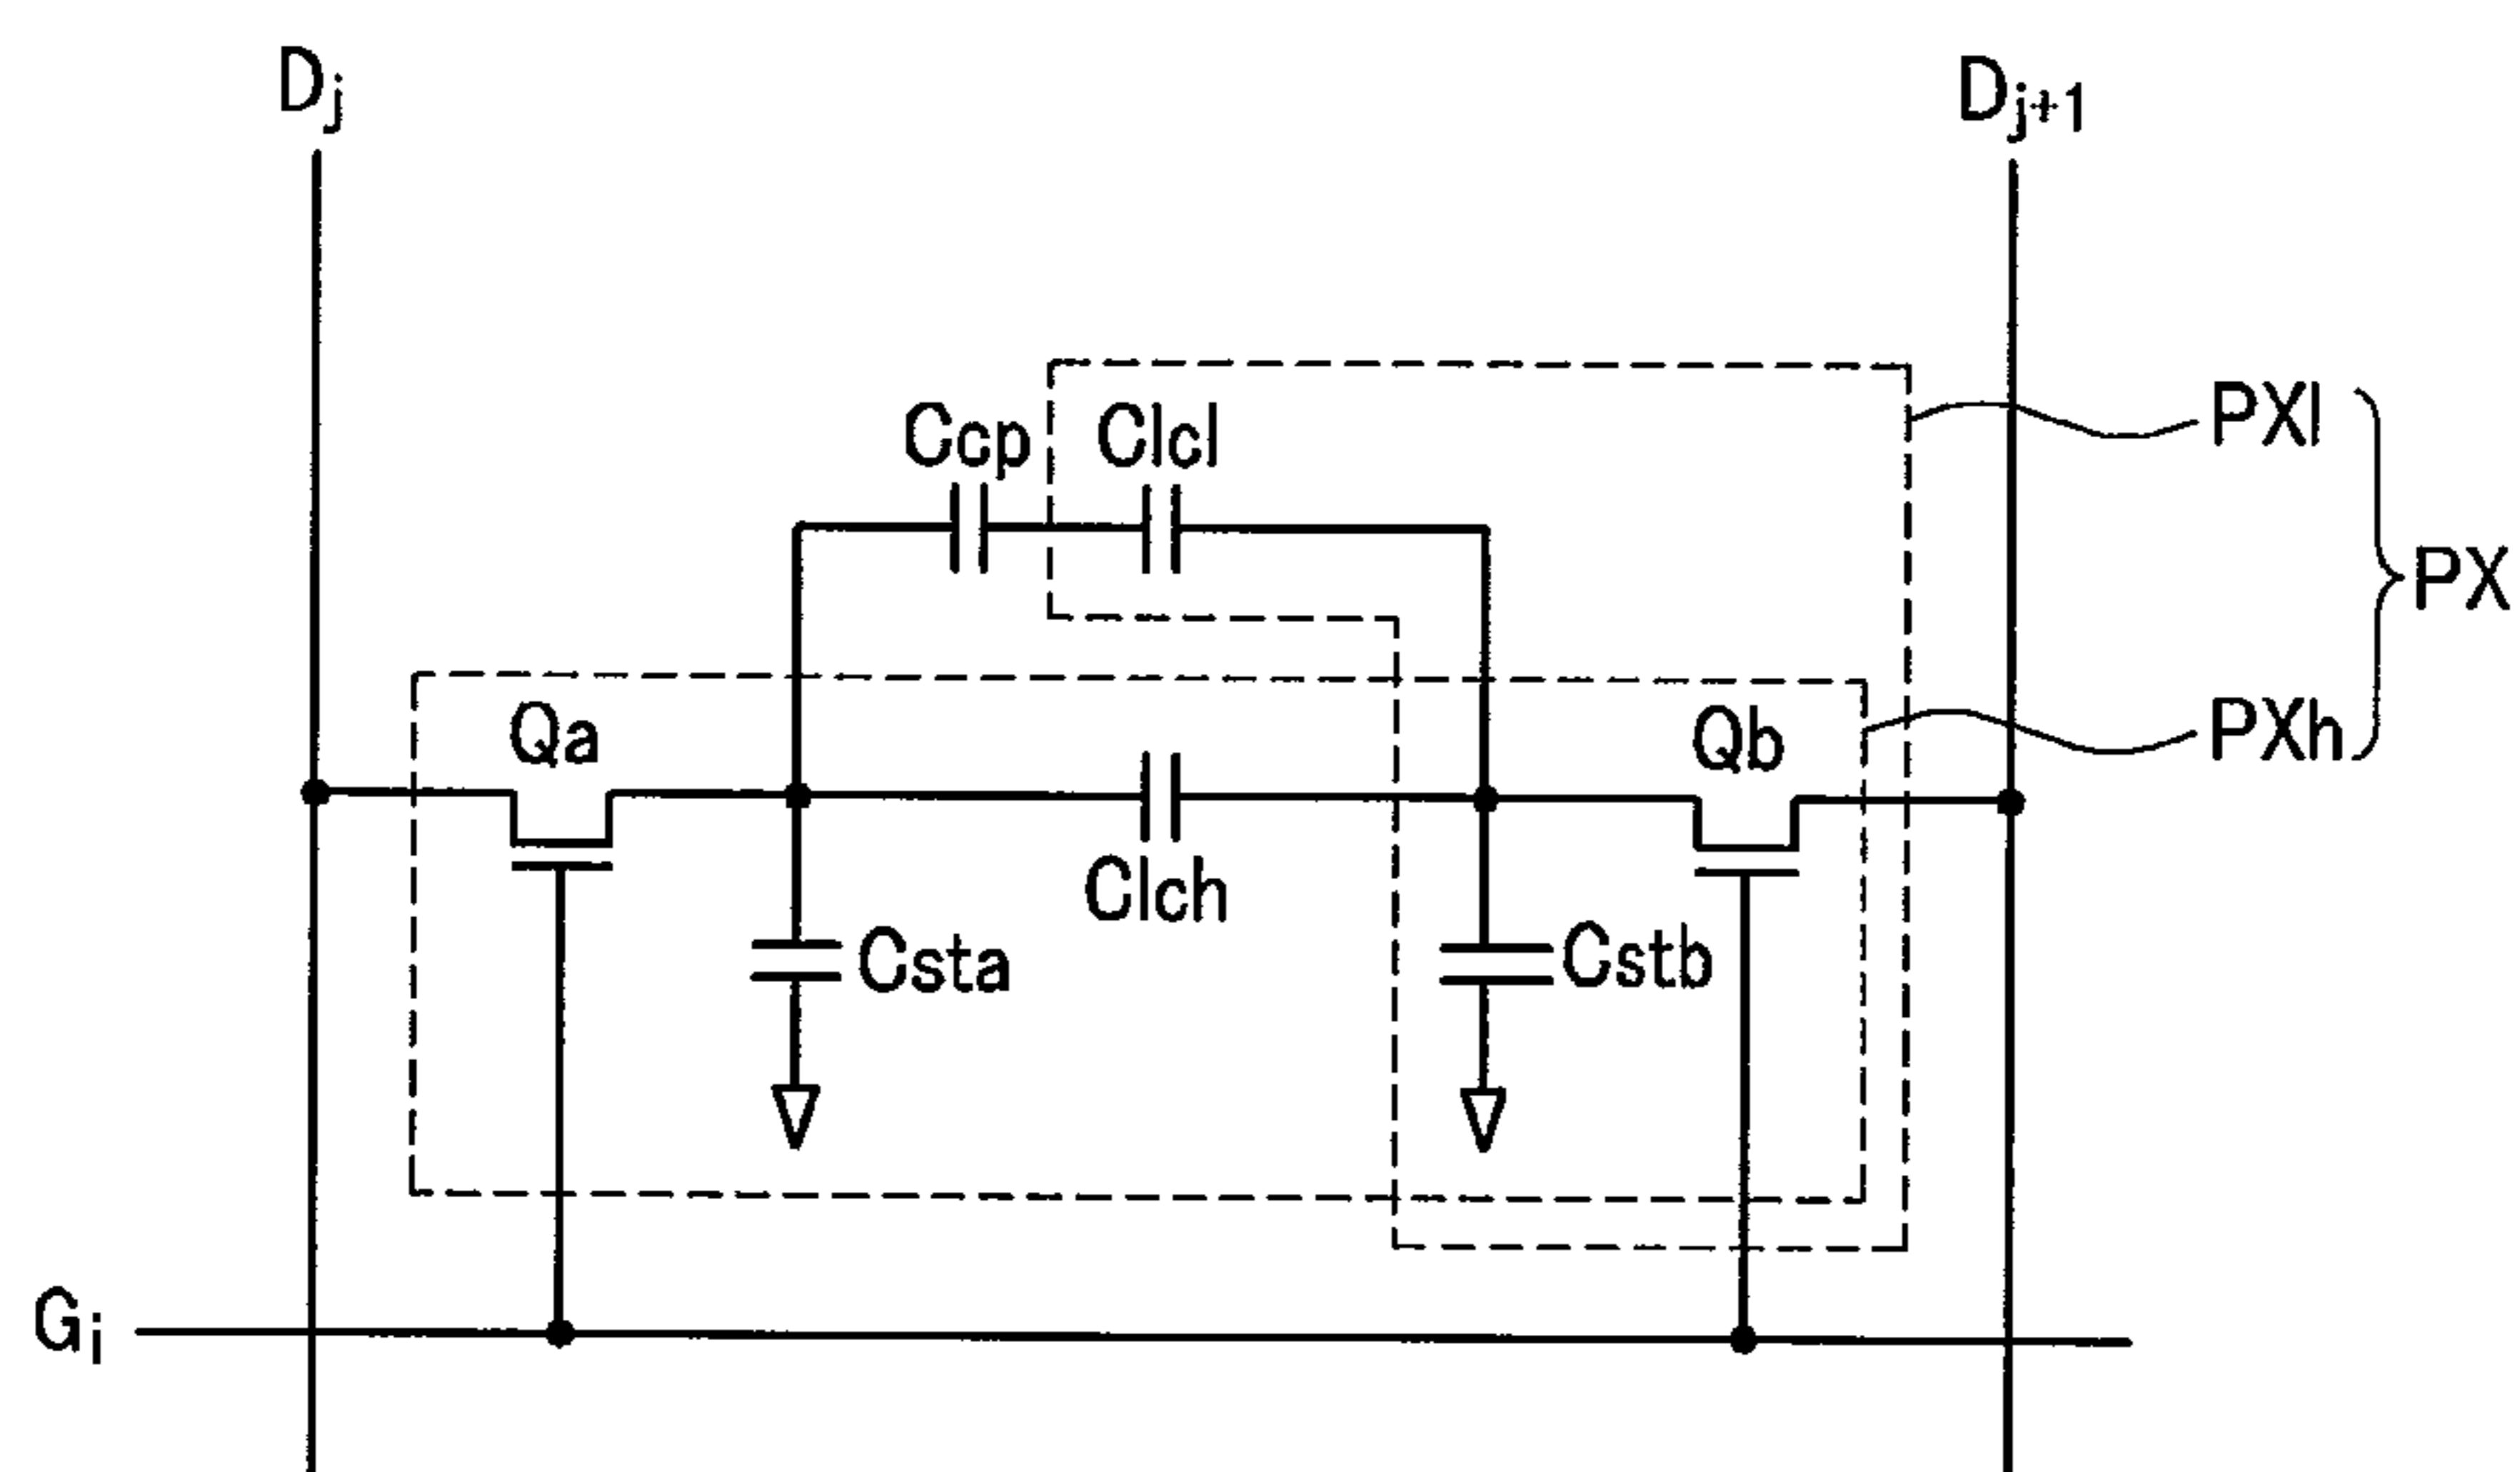 Dj
Dj+1
PXl
Ccp
Clcl
PX
Qa
Qb
PXh
Clch
Csta
Cstb
Gi